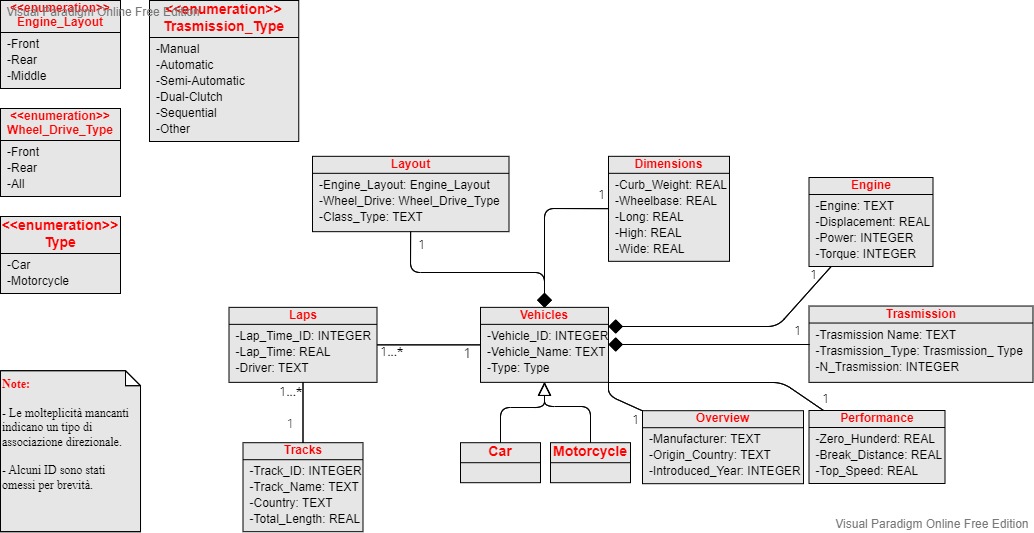 Visual Paradigm Online Free Edition
<<enumeration>>
Engine_Layout
-Front
-Rear
-Middle
<<enumeration>>
Trasmission_Type
-Manual
-Automatic
-Semi-Automatic
-Dual-Clutch
-Sequential
-Other
<<enumeration>>
Wheel_Drive_Type
-Front
-Rear
-All
<<enumeration>>
Type
-Car
-Motorcycle
Layout
-Engine_Layout: Engine_Layout
-Wheel_Drive: Wheel_Drive_Type
-Class_Type: TEXT
1
Dimensions
-Curb_Weight: REAL
-Wheelbase: REAL
-Long: REAL
-High: REAL
-Wide: REAL
1
Engine
-Engine: TEXT
-Displacement: REAL
-Power: INTEGER
-Torque: INTEGER
1
Laps
-Lap_Time_ID: INTEGER
-Lap_Time: REAL
-Driver: TEXT
1...*
1
Vehicles
-Vehicle_ID: INTEGER
-Vehicle_Name: TEXT
-Type: Type
1
Trasmission
-Trasmission Name: TEXT
-Trasmission_Type: Trasmission_ Type
-N_Trasmission: INTEGER
1...*
1
Tracks
-Track_ID: INTEGER
-Track_Name: TEXT
-Country: TEXT
-Total_Length: REAL
Car
Motorcycle
1
Overview
-Manufacturer: TEXT
-Origin_Country: TEXT
-Introduced_Year: INTEGER
1
Performance
-Zero_Hunderd: REAL
-Break_Distance: REAL
-Top_Speed: REAL
Note:
- Le molteplicità mancanti
indicano un tipo di
associazione direzionale.
- Alcuni ID sono stati
omessi per brevità.
Visual Paradigm Online Free Edition